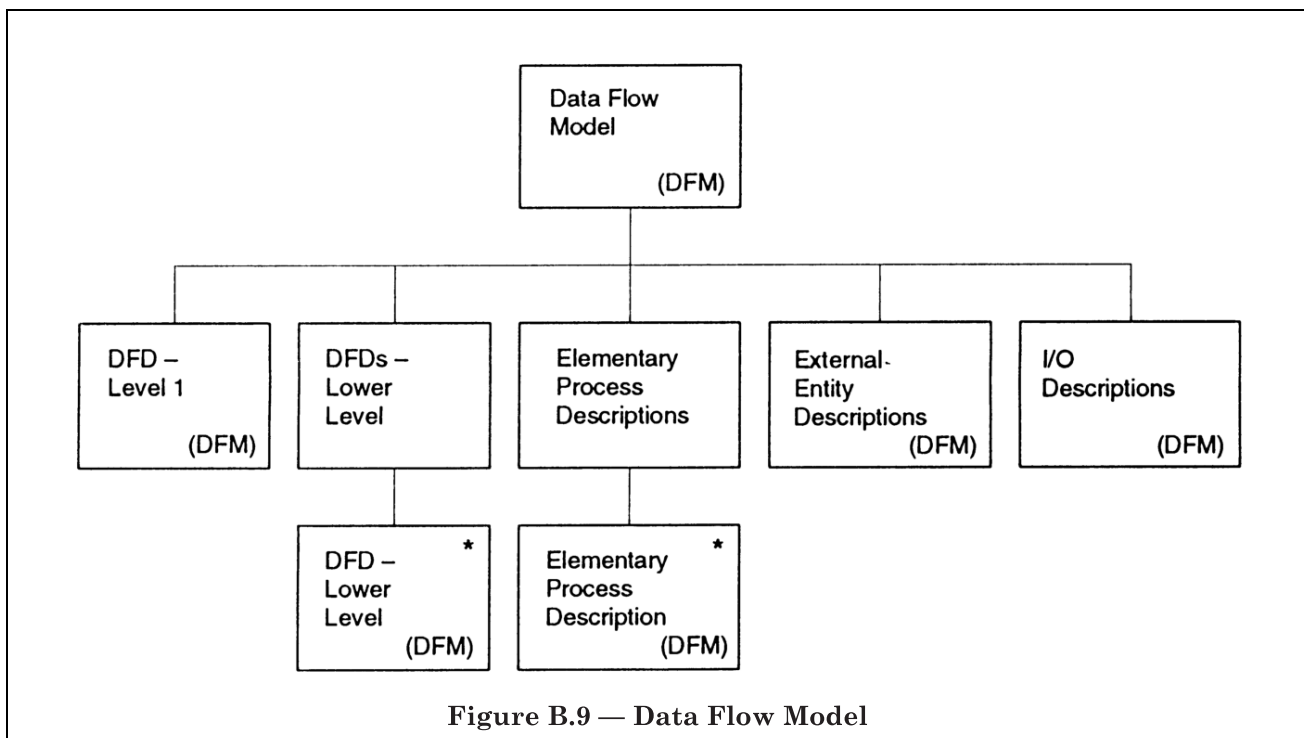 Data Flow
Model
(DFM)
DFD –
Level 1
(DFM)
DFDs –
Lower
Level
Elementary
Process
Descriptions
External-
Entity
Descriptions
(DFM)
I/O
Descriptions
(DFM)
*
DFD –
Lower
Level
(DFM)
*
Elementary
Process
Description
(DFM)
Figure B.9 — Data Flow Model